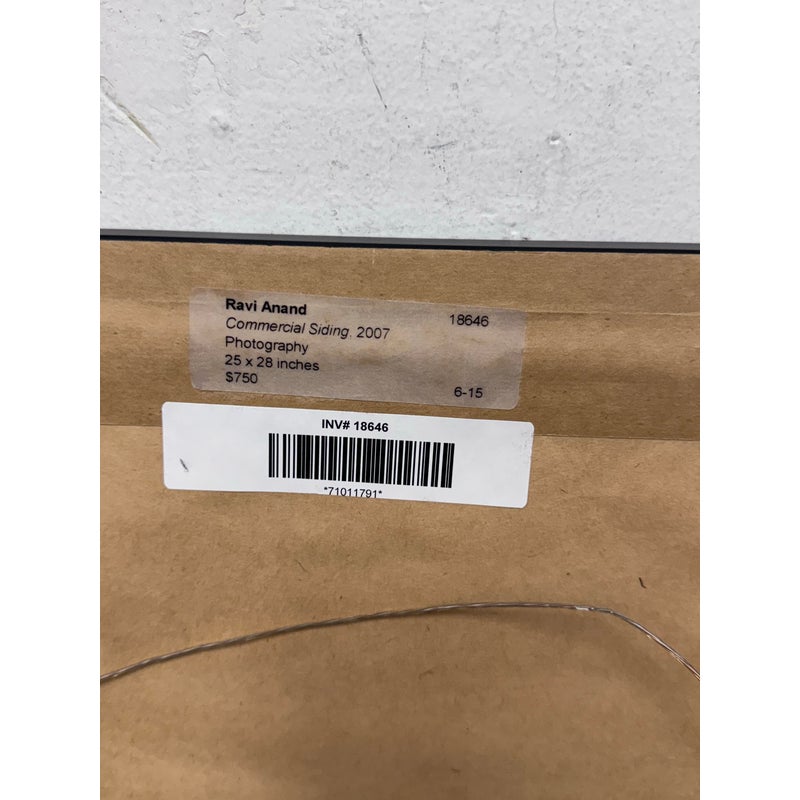 Ravi Anand 18646
Commercial Siding, 2007
Photography
25 x 28 inches
$750
6-15
INV# 18646
*71011791*